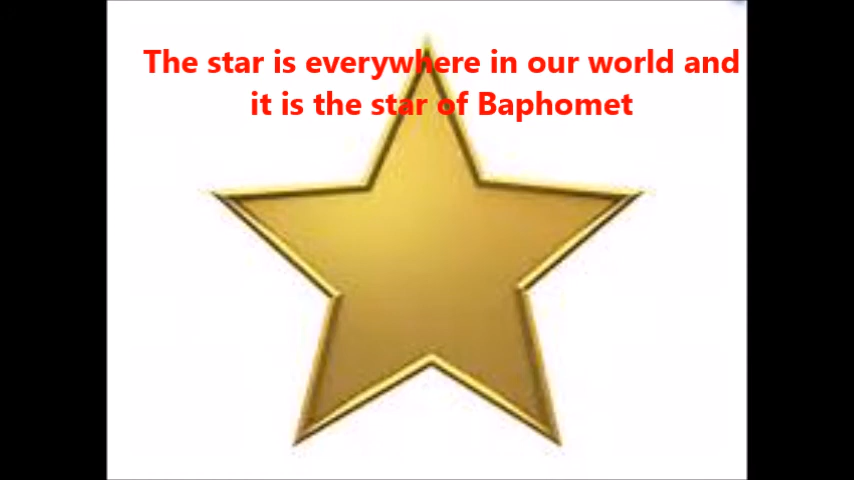 The star is everywhere in our world and
it is the star of Baphomet